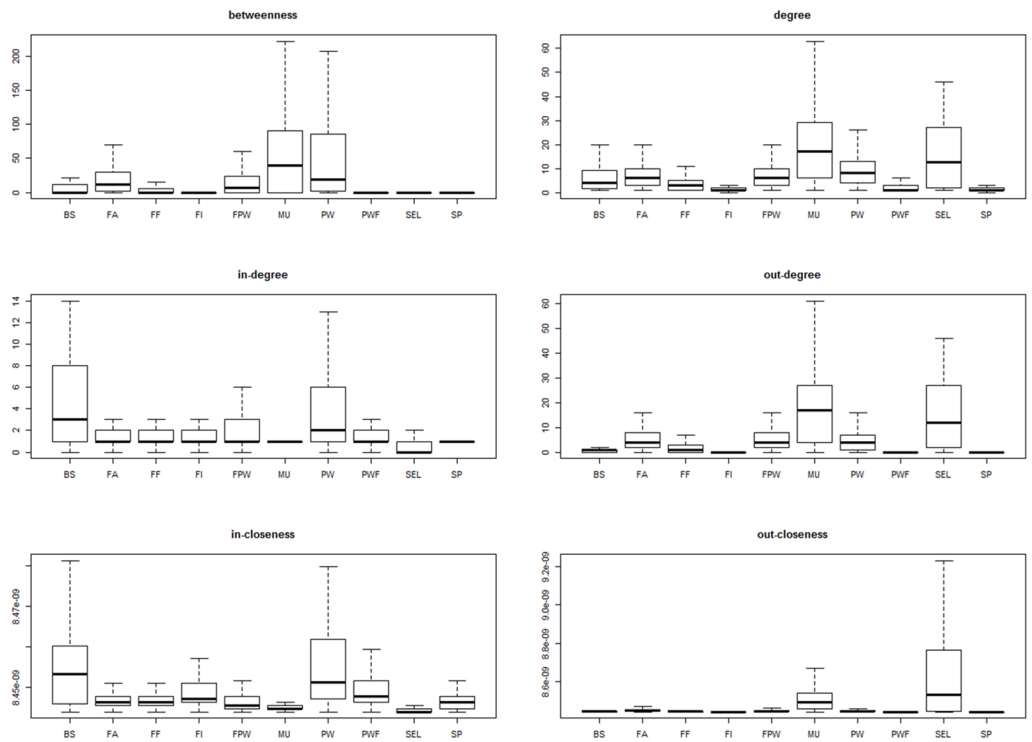 betweenness
200
150
100
50
0
BS FA FF FI FPW MU PW PWF SEL SP
degree
60
50
40
30
20
10
0
BS FA FF FI FPW MU PW PWF SEL SP
in-degree
14
12
10
8
6
4
2
0
BS FA FF FI FPW MU PW PWF SEL SP
out-degree
60
50
40
30
20
10
0
BS FA FF FI FPW MU PW PWF SEL SP
in-closeness
8.47e-09
8.45e-09
BS FA FF FI FPW MU PW PWF SEL SP
out-closeness
9.2e-09
9.0e-09
8.8e-09
8.6e-09
BS FA FF FI FPW MU PW PWF SEL SP